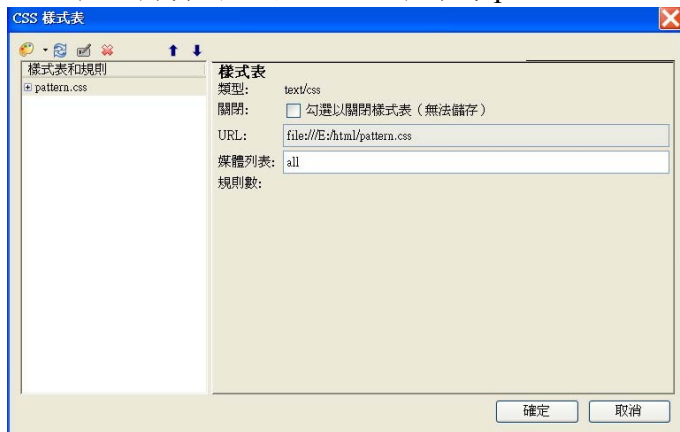 CSS 樣式表
樣式表和規則
pattern.css
樣式表
類型: text/css
關閉: 勾選以關閉樣式表（無法儲存）
URL: file:///E:/html/pattern.css
媒體列表: all
規則數:
確定 取消